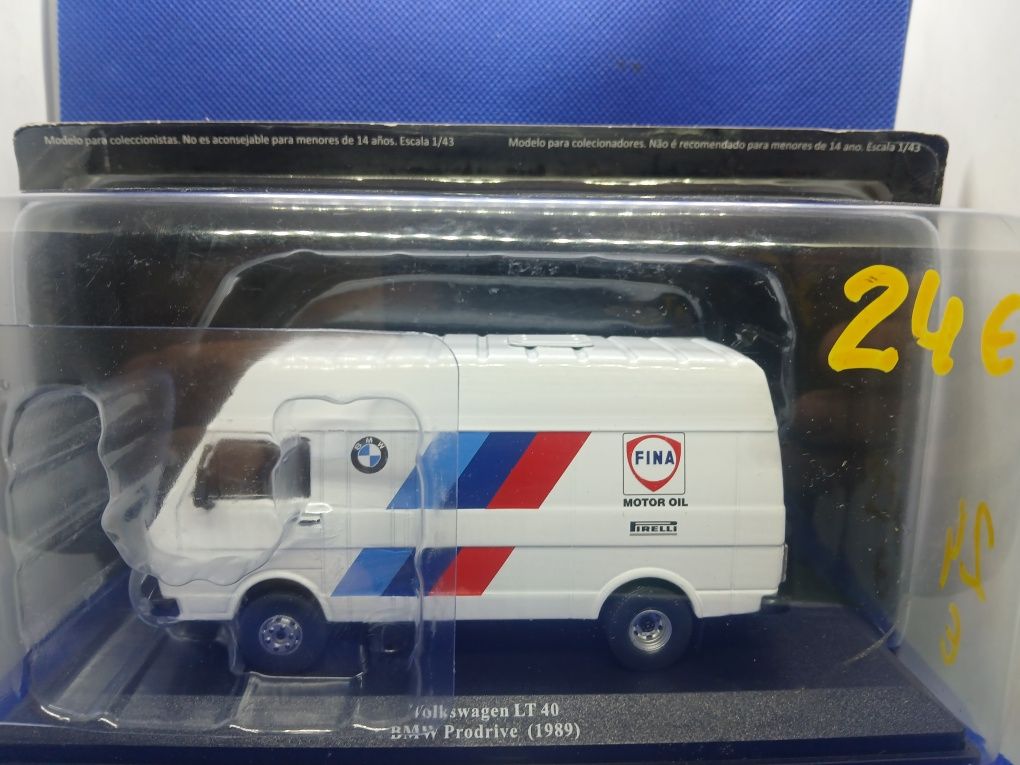 Modelo para coleccionistas. No es aconsejable para menores de 14 años. Escala 1/43
Modelo para colecionadores. Não é recomendado para menores de 14 ano. Escala 1/43
24€
BMW
FINA
MOTOR OIL
PIRELLI
Volkswagen LT 40
BMW Prodrive (1989)